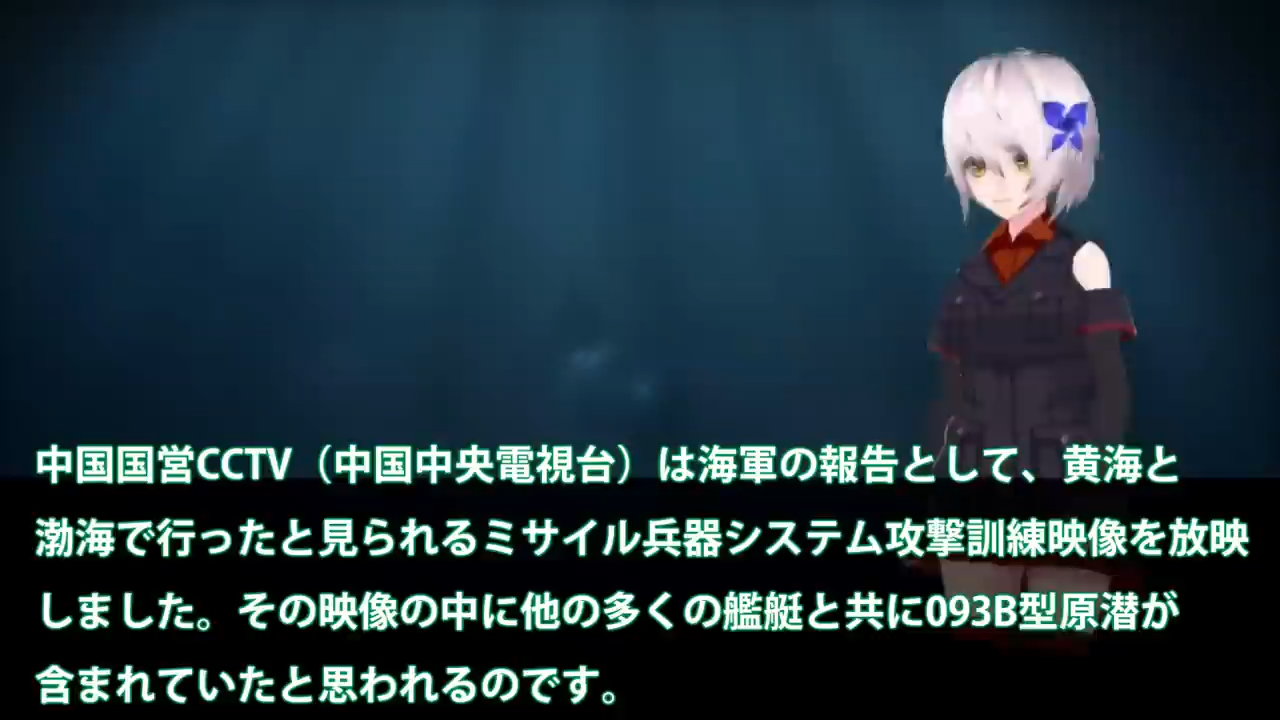 中国国営CCTV（中国中央電視台）は海軍の報告として、黄海と
渤海で行ったと見られるミサイル兵器システム攻撃訓練映像を放映
しました。その映像の中に他の多くの艦艇と共に093B型原潜が
含まれていたと思われるのです。